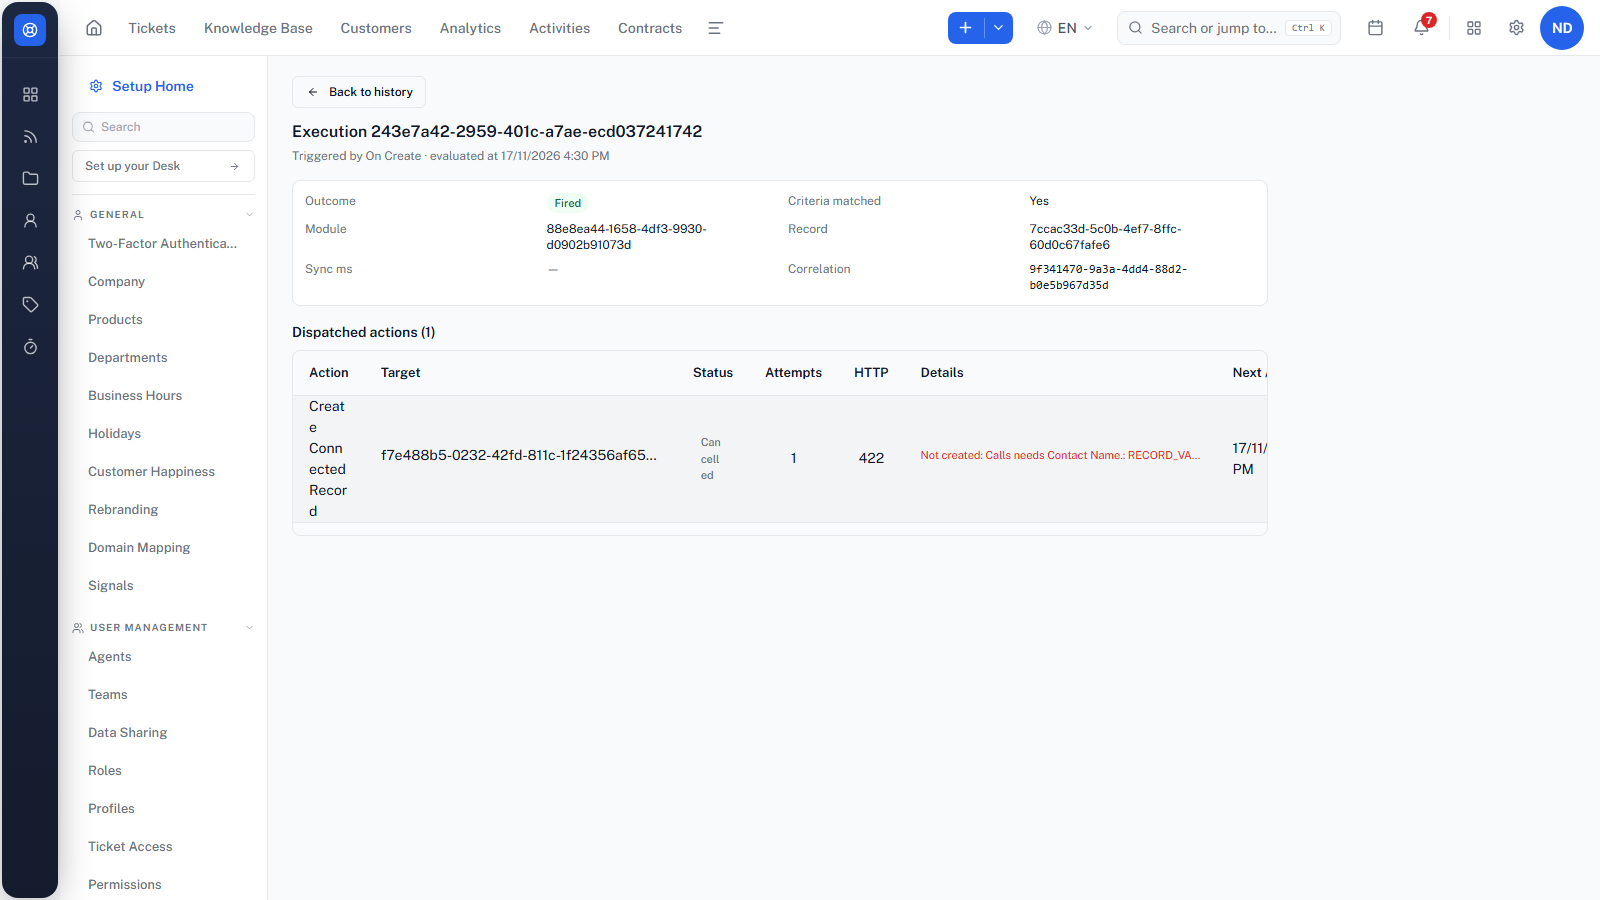 Tickets
Knowledge Base
Customers
Analytics
Activities
Contracts
EN
Search or jump to...
Ctrl K
7
ND
Setup Home
Search
Set up your Desk
GENERAL
Two-Factor Authentica...
Company
Products
Departments
Business Hours
Holidays
Customer Happiness
Rebranding
Domain Mapping
Signals
USER MANAGEMENT
Agents
Teams
Data Sharing
Roles
Profiles
Ticket Access
Permissions
Back to history
Execution 243e7a42-2959-401c-a7ae-ecd037241742
Triggered by On Create · evaluated at 17/11/2026 4:30 PM
Outcome
Fired
Criteria matched
Yes
Module
88e8ea44-1658-4df3-9930-
d0902b91073d
Record
7ccac33d-5c0b-4ef7-8ffc-
60d0c67fafe6
Sync ms
—
Correlation
9f341470-9a3a-4dd4-88d2-
b0e5b967d35d
Dispatched actions (1)
Action
Target
Status
Attempts
HTTP
Details
Next
Creat
e
Conn
ected
Recor
d
f7e488b5-0232-42fd-811c-1f24356af65...
Can
cell
ed
1
422
Not created: Calls needs Contact Name.: RECORD_VA...
17/11/
PM